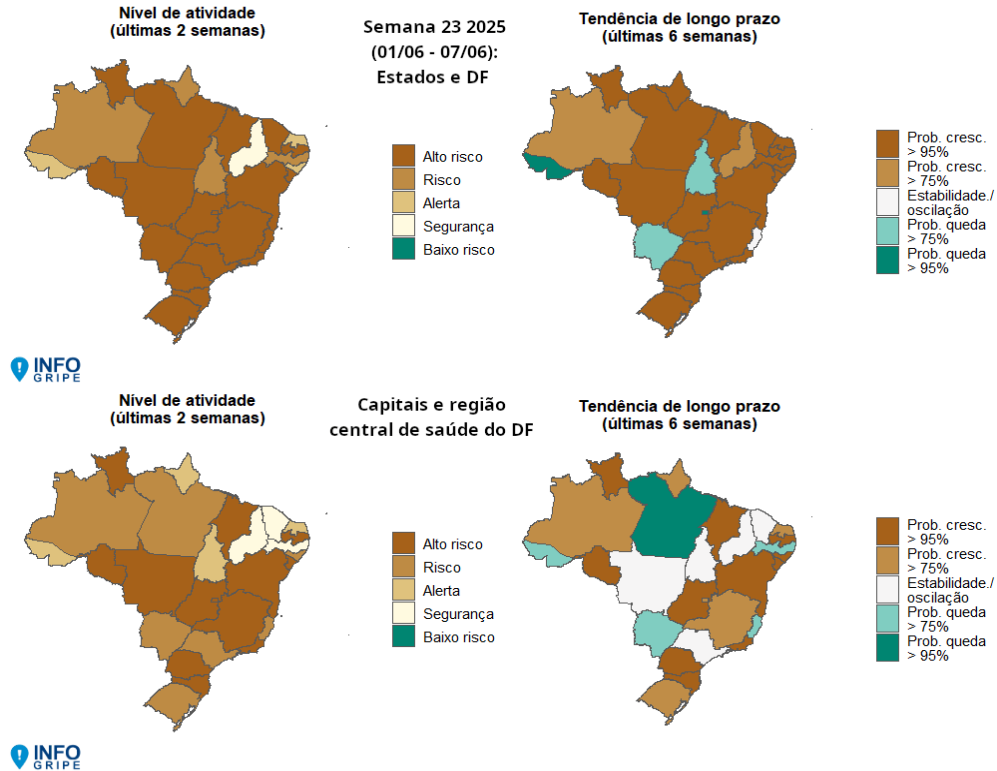 Nível de atividade
(últimas 2 semanas)
Semana 23 2025
(01/06 - 07/06):
Estados e DF
Tendência de longo prazo
(últimas 6 semanas)
Alto risco
Risco
Alerta
Segurança
Baixo risco
Prob. cresc.
> 95%
Prob. cresc.
> 75%
Estabilidade./
oscilação
Prob. queda
> 75%
Prob. queda
> 95%
INFO
GRIPE
Nível de atividade
(últimas 2 semanas)
Capitais e região
central de saúde do DF
Tendência de longo prazo
(últimas 6 semanas)
Alto risco
Risco
Alerta
Segurança
Baixo risco
Prob. cresc.
> 95%
Prob. cresc.
> 75%
Estabilidade./
oscilação
Prob. queda
> 75%
Prob. queda
> 95%
INFO
GRIPE